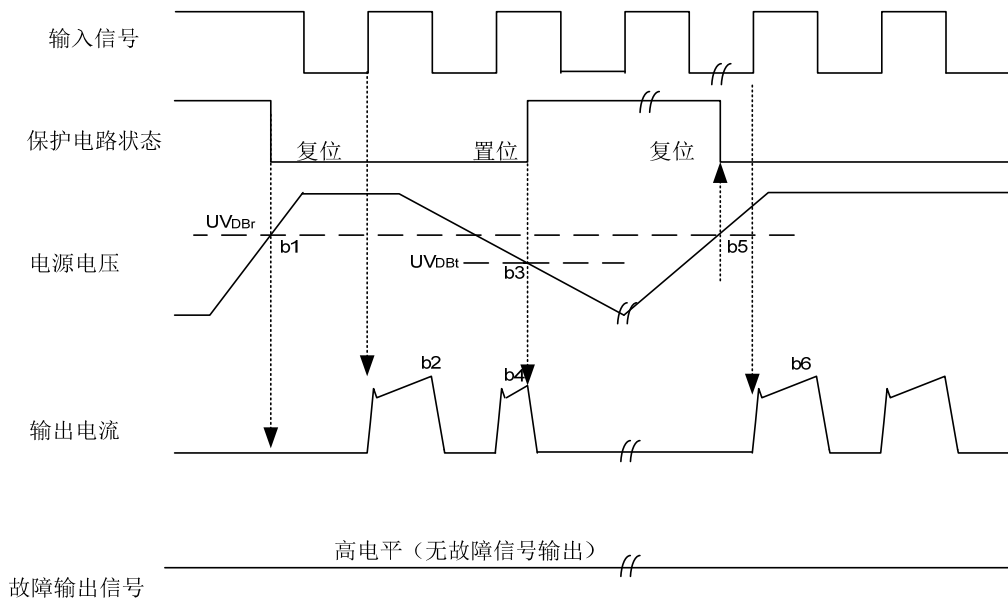 输入信号
保护电路状态
复位
置位
复位
UVDBr
b1
b5
电源电压
UVDBt
b3
b2
b4
b6
输出电流
高电平（无故障信号输出）
故障输出信号